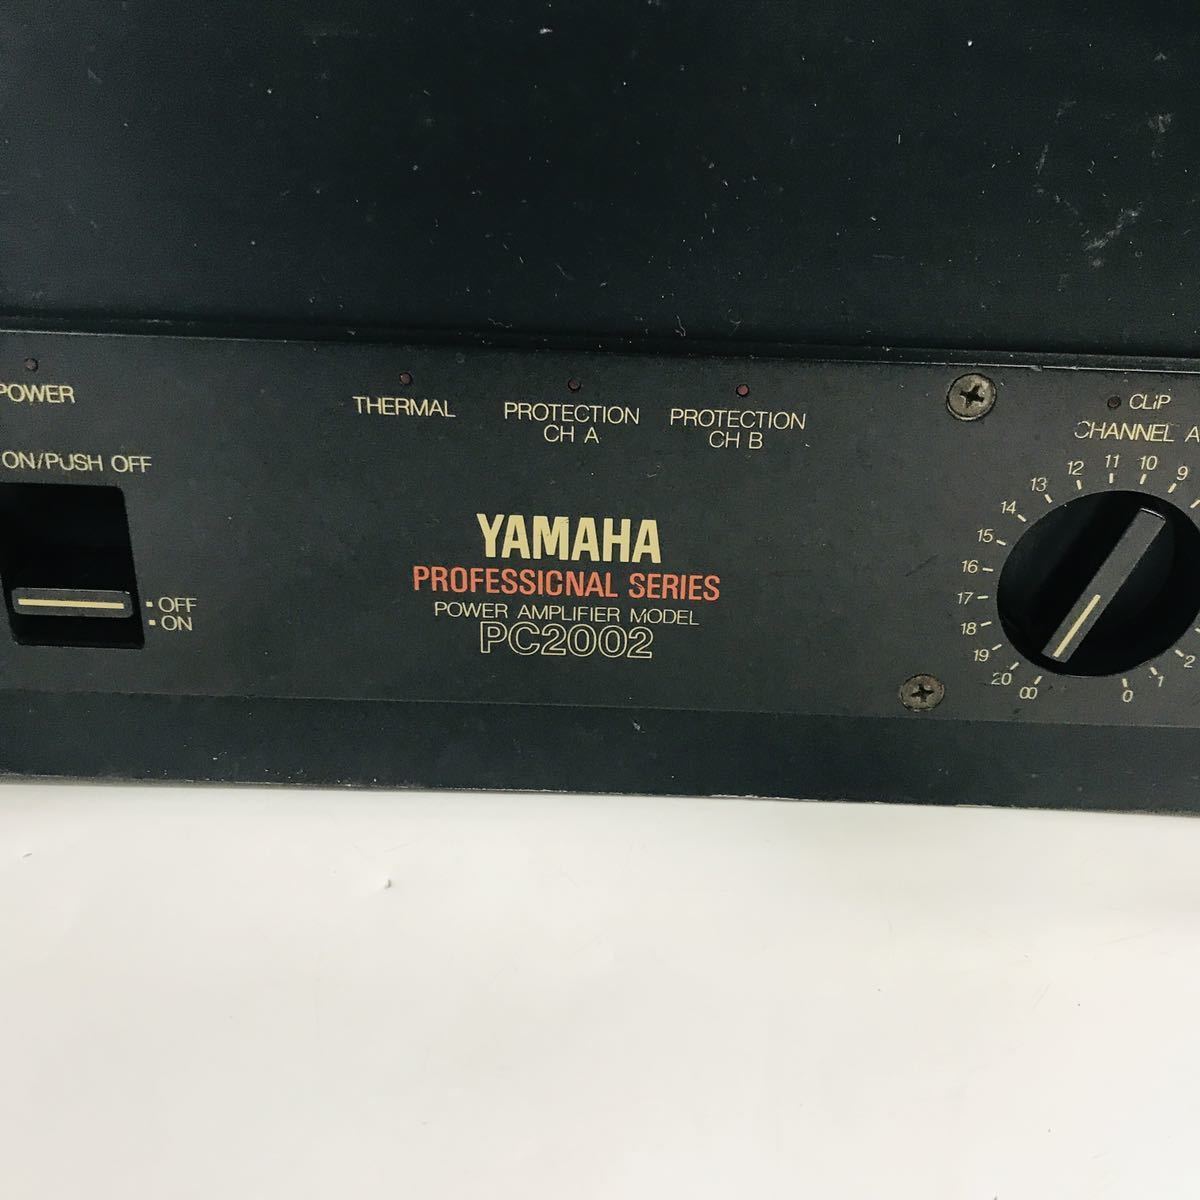 POWER
THERMAL
PROTECTION
CH A
PROTECTION
CH B
CLIP
CHANNEL A
ON/PUSH OFF
OFF
ON
YAMAHA
PROFESSIONAL SERIES
POWER AMPLIFIER MODEL
PC2002
∞ 20 19 18 17 16 15 14 13 12 11 10 9
2 1 0